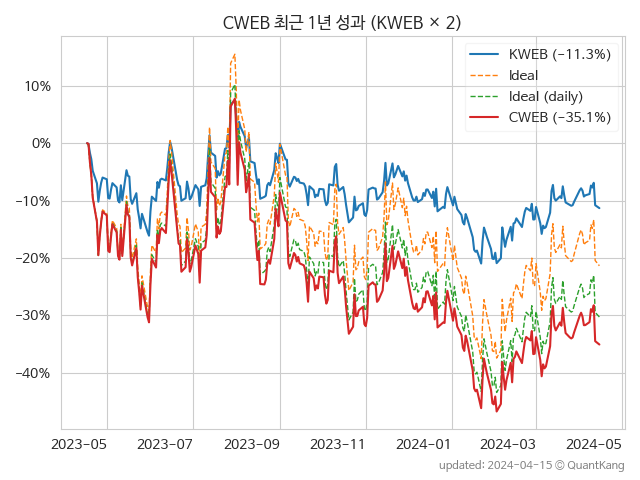 CWEB 최근 1년 성과 (KWEB × 2)
KWEB (−11.3%)
Ideal
Ideal (daily)
CWEB (−35.1%)
10%
0%
−10%
−20%
−30%
−40%
2023-05 2023-07 2023-09 2023-11 2024-01 2024-03 2024-05
updated: 2024-04-15 © QuantKang